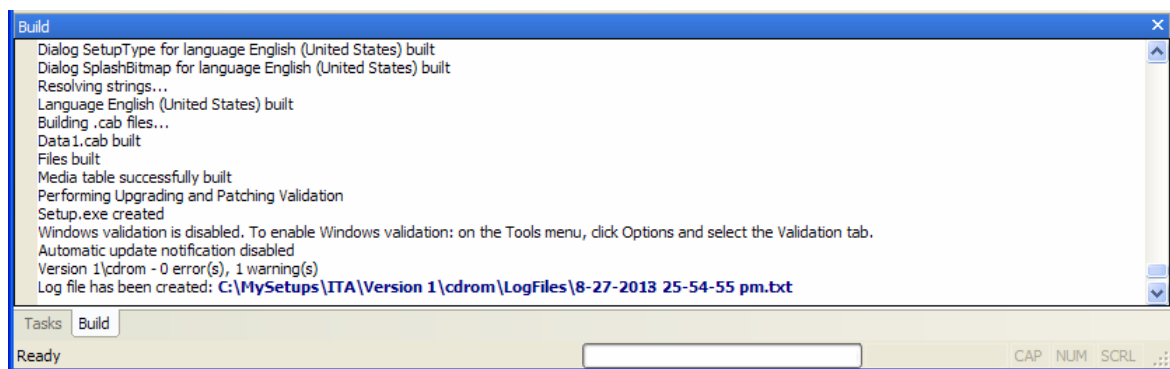 Build
Dialog SetupType for language English (United States) built
Dialog SplashBitmap for language English (United States) built
Resolving strings...
Language English (United States) built
Building .cab files...
Data1.cab built
Files built
Media table successfully built
Performing Upgrading and Patching Validation
Setup.exe created
Windows validation is disabled. To enable Windows validation: on the Tools menu, click Options and select the Validation tab.
Automatic update notification disabled
Version 1\cdrom - 0 error(s), 1 warning(s)
Log file has been created: C:\MySetups\ITA\Version 1\cdrom\LogFiles\8-27-2013 25-54-55 pm.txt
Tasks Build
Ready CAP NUM SCRL